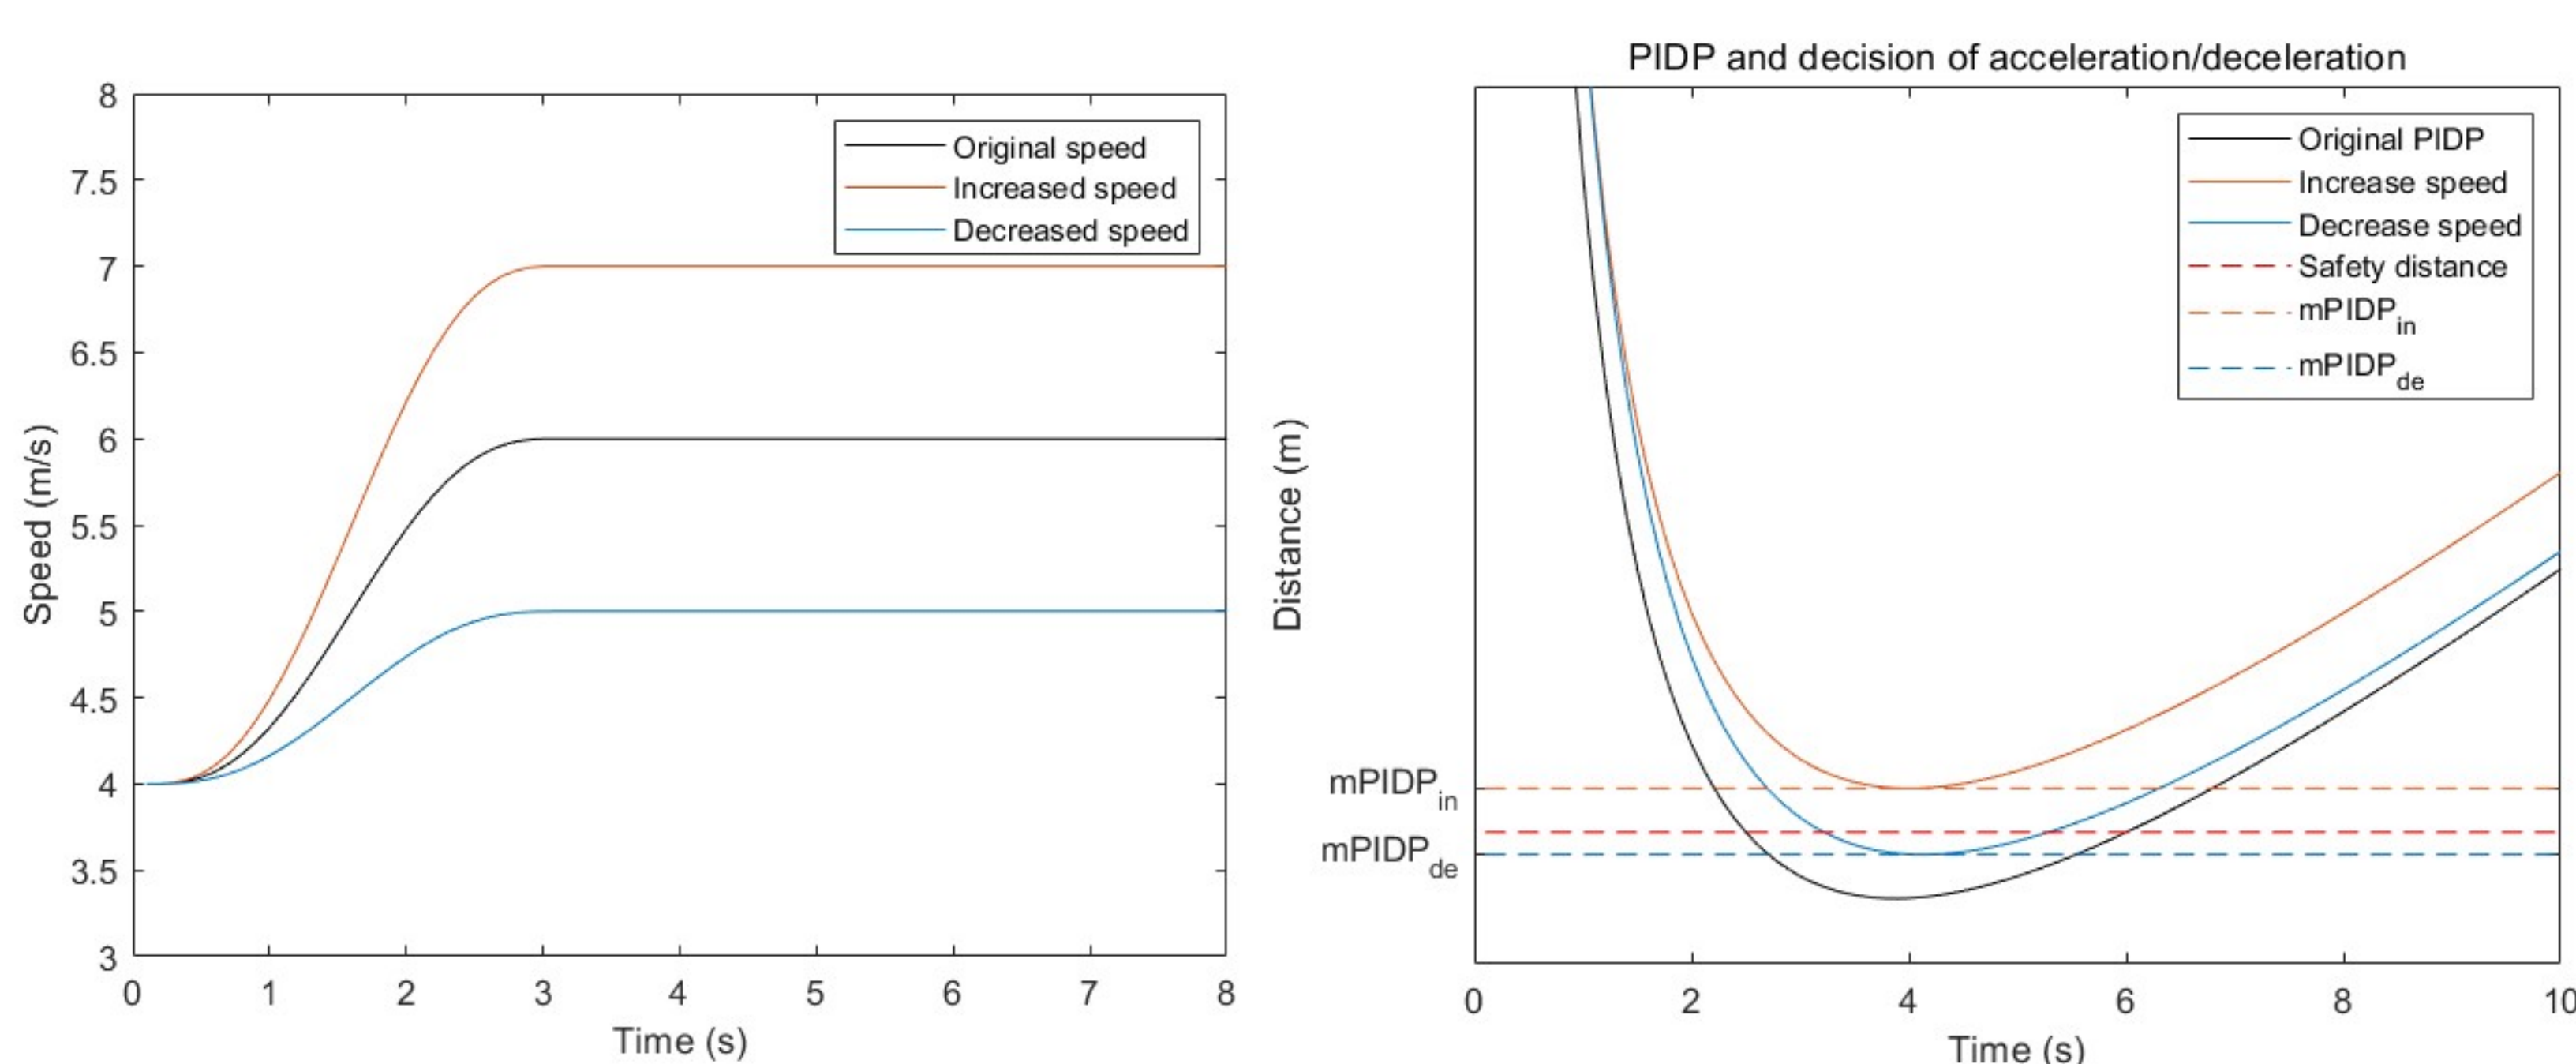 8
7.5
7
6.5
6
5.5
5
4.5
4
3.5
3
Speed (m/s)
0 1 2 3 4 5 6 7 8
Time (s)
Original speed
Increased speed
Decreased speed
PIDP and decision of acceleration/deceleration
Distance (m)
mPIDPin
mPIDPde
0 2 4 6 8 10
Time (s)
Original PIDP
Increase speed
Decrease speed
Safety distance
mPIDPin
mPIDPde